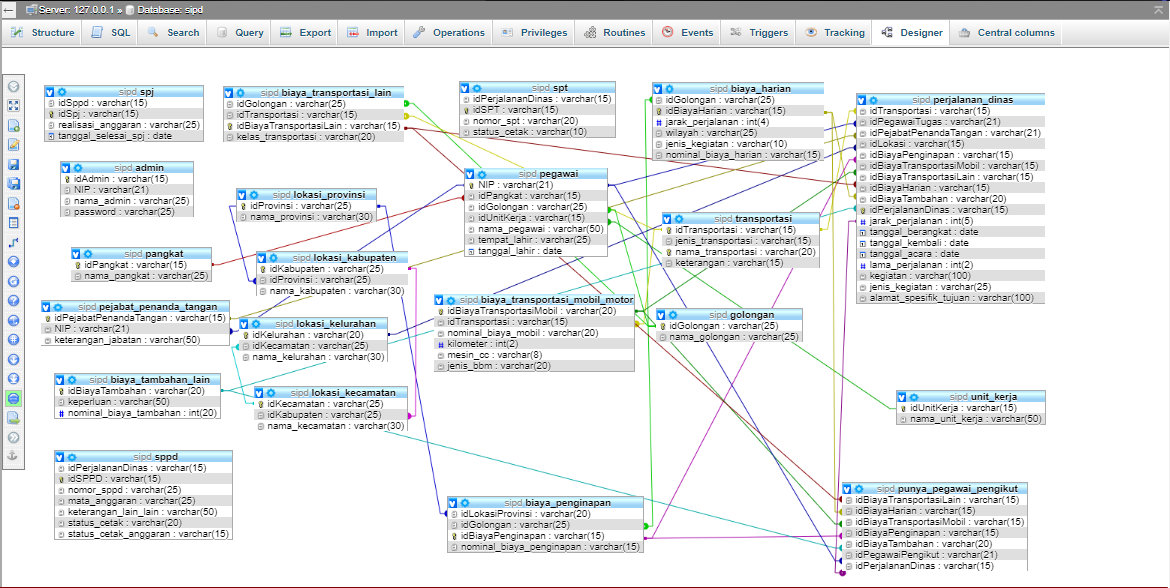 Server: 127.0.0.1 » Database: sipd
Structure SQL Search Query Export Import Operations Privileges Routines Events Triggers Tracking Designer Central columns
sipd spj
idSppd : varchar(15)
idSpj : varchar(15)
realisasi_anggaran : varchar(25)
tanggal_selesai_spj : date
sipd biaya_transportasi_lain
idGolongan : varchar(25)
idTransportasi : varchar(15)
idBiayaTransportasiLain : varchar(15)
kelas_transportasi : varchar(20)
sipd spt
idPerjalananDinas : varchar(15)
idSPT : varchar(15)
nomor_spt : varchar(20)
status_cetak : varchar(10)
sipd biaya_harian
idGolongan : varchar(25)
idBiayaHarian : varchar(15)
jarak_perjalanan : int(4)
wilayah : varchar(25)
jenis_kegiatan : varchar(10)
nominal_biaya_harian : varchar(15)
sipd perjalanan_dinas
idTransportasi : varchar(15)
idPegawaiTugas : varchar(21)
idPejabatPenandaTangan : varchar(21)
idLokasi : varchar(15)
idBiayaPenginapan : varchar(15)
idBiayaTransportasiMobil : varchar(15)
idBiayaTransportasiLain : varchar(15)
idBiayaHarian : varchar(15)
idBiayaTambahan : varchar(20)
idPerjalananDinas : varchar(15)
jarak_perjalanan : int(5)
tanggal_berangkat : date
tanggal_kembali : date
tanggal_acara : date
lama_perjalanan : int(2)
kegiatan : varchar(100)
jenis_kegiatan : varchar(25)
alamat_spesifik_tujuan : varchar(100)
sipd admin
idAdmin : varchar(15)
NIP : varchar(21)
nama_admin : varchar(25)
password : varchar(25)
sipd lokasi_provinsi
idProvinsi : varchar(25)
nama_provinsi : varchar(30)
sipd pegawai
NIP : varchar(21)
idPangkat : varchar(15)
idGolongan : varchar(25)
idUnitKerja : varchar(15)
nama_pegawai : varchar(50)
tempat_lahir : varchar(25)
tanggal_lahir : date
sipd transportasi
idTransportasi : varchar(15)
jenis_transportasi : varchar(15)
nama_transportasi : varchar(20)
keterangan : varchar(15)
sipd pangkat
idPangkat : varchar(15)
nama_pangkat : varchar(25)
sipd lokasi_kabupaten
idKabupaten : varchar(25)
idProvinsi : varchar(25)
nama_kabupaten : varchar(30)
sipd pejabat_penanda_tangan
idPejabatPenandaTangan : varchar(15)
NIP : varchar(21)
keterangan_jabatan : varchar(50)
sipd lokasi_kelurahan
idKelurahan : varchar(20)
idKecamatan : varchar(25)
nama_kelurahan : varchar(30)
sipd biaya_transportasi_mobil_motor
idBiayaTransportasiMobil : varchar(20)
idTransportasi : varchar(15)
nominal_biaya_mobil : varchar(20)
kilometer : int(2)
mesin_cc : varchar(8)
jenis_bbm : varchar(20)
sipd golongan
idGolongan : varchar(25)
nama_golongan : varchar(25)
sipd biaya_tambahan_lain
idBiayaTambahan : varchar(20)
keperluan : varchar(50)
nominal_biaya_tambahan : int(20)
sipd lokasi_kecamatan
idKecamatan : varchar(25)
idKabupaten : varchar(25)
nama_kecamatan : varchar(30)
sipd unit_kerja
idUnitKerja : varchar(15)
nama_unit_kerja : varchar(50)
sipd sppd
idPerjalananDinas : varchar(15)
idSPPD : varchar(15)
nomor_sppd : varchar(25)
mata_anggaran : varchar(25)
keterangan_lain_lain : varchar(50)
status_cetak : varchar(20)
status_cetak_anggaran : varchar(15)
sipd biaya_penginapan
idLokasiProvinsi : varchar(20)
idGolongan : varchar(25)
idBiayaPenginapan : varchar(15)
nominal_biaya_penginapan : varchar(15)
sipd punya_pegawai_pengikut
idBiayaTransportasiLain : varchar(15)
idBiayaHarian : varchar(15)
idBiayaTransportasiMobil : varchar(15)
idBiayaPenginapan : varchar(15)
idBiayaTambahan : varchar(20)
idPegawaiPengikut : varchar(21)
idPerjalananDinas : varchar(15)